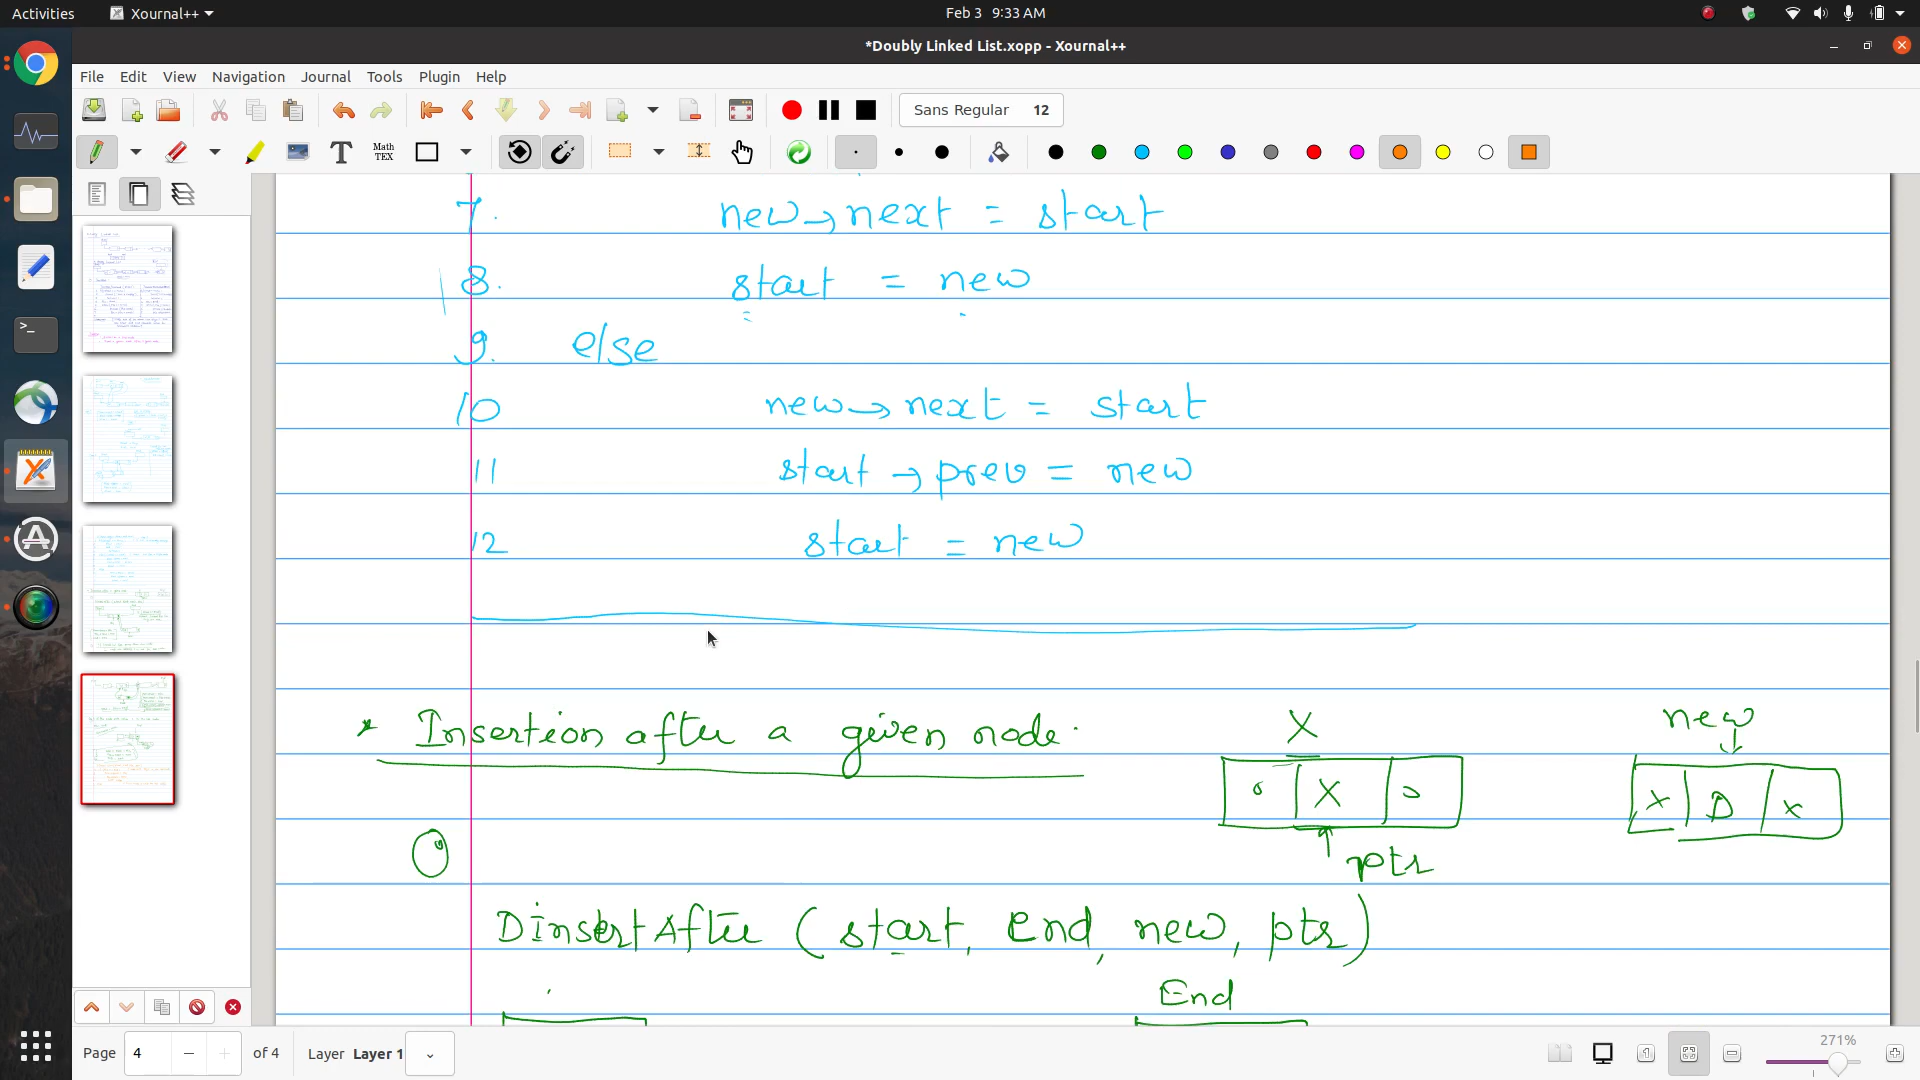 Activities Xournal++ Feb 3 9:33 AM
*Doubly Linked List.xopp - Xournal++
File Edit View Navigation Journal Tools Plugin Help
Sans Regular 12
T Math TEX
7. new→next = start
8. start = new
9. else
10 new→next = start
11 start→prev = new
12 start = new
* Insertion after a given node.
X
new
X
X D X
ptr
DinsertAfter (start, End, new, ptr)
End
Page 4 of 4 Layer Layer 1
271%